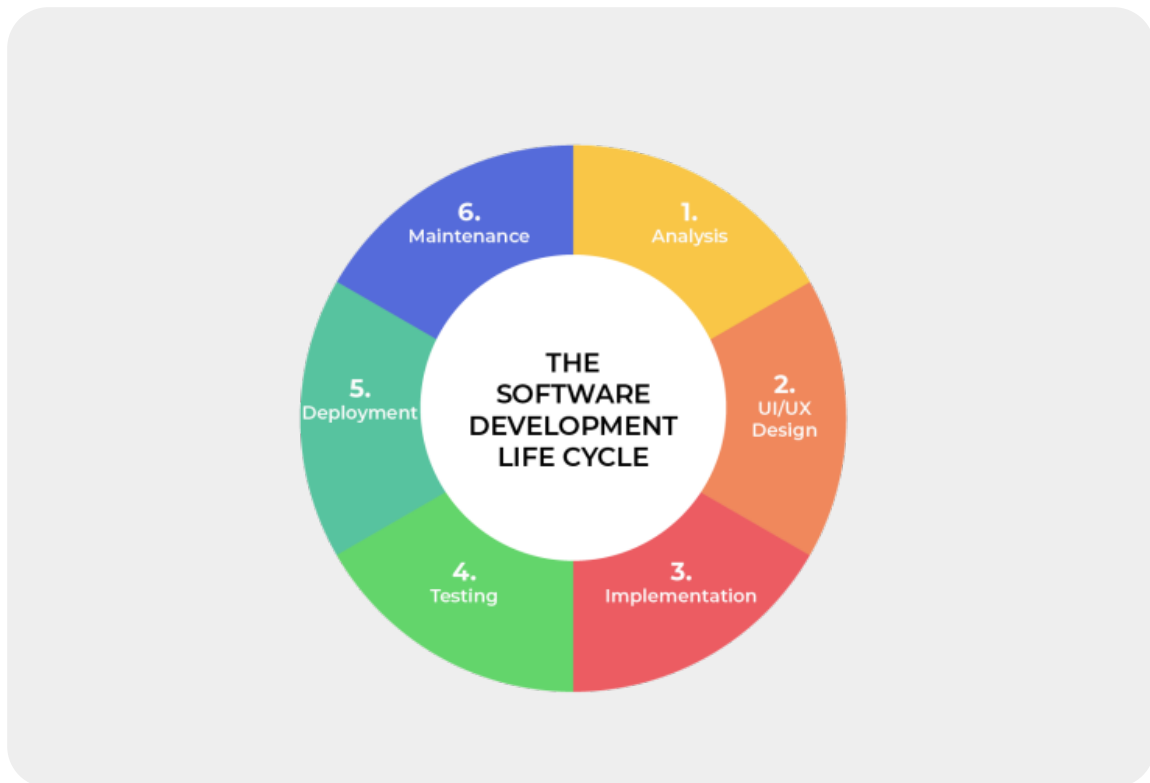 THE
SOFTWARE
DEVELOPMENT
LIFE CYCLE
1.
Analysis
2.
UI/UX
Design
3.
Implementation
4.
Testing
5.
Deployment
6.
Maintenance